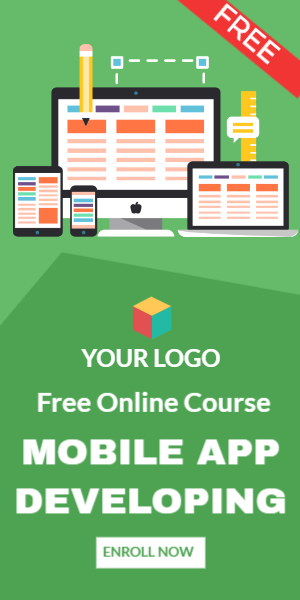 FREE
YOUR LOGO
Free Online Course
MOBILE APP
DEVELOPING
ENROLL NOW